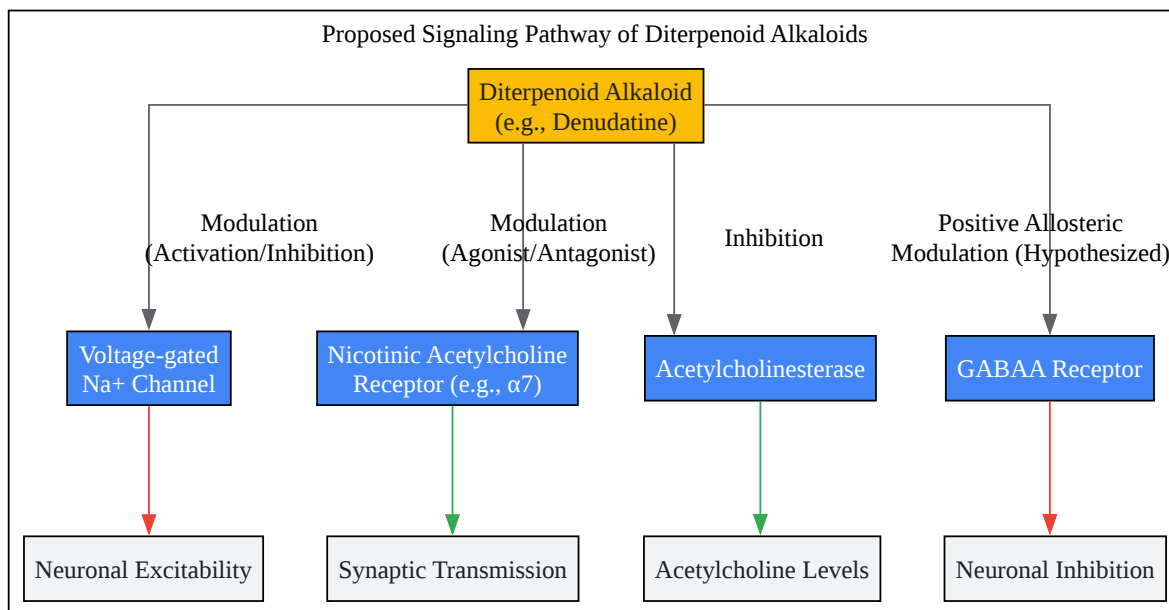 Proposed Signaling Pathway of Diterpenoid Alkaloids
Diterpenoid Alkaloid
(e.g., Denudatine)
Modulation
(Activation/Inhibition)
Modulation
(Agonist/Antagonist)
Inhibition
Positive Allosteric
Modulation (Hypothesized)
Voltage-gated
Na+ Channel
Nicotinic Acetylcholine
Receptor (e.g., α7)
Acetylcholinesterase
GABAA Receptor
Neuronal Excitability
Synaptic Transmission
Acetylcholine Levels
Neuronal Inhibition